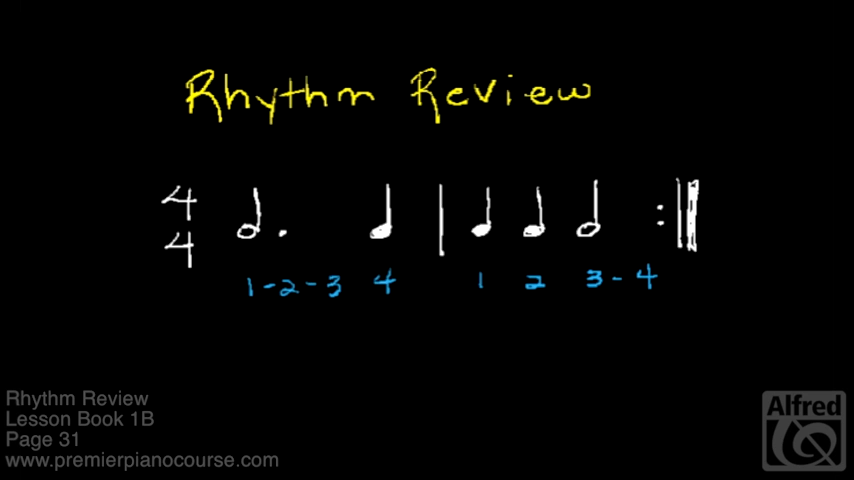 Rhythm Review
4
4
1-2-3 4 1 2 3-4
Rhythm Review
Lesson Book 1B
Page 31
www.premierpianocourse.com
Alfred